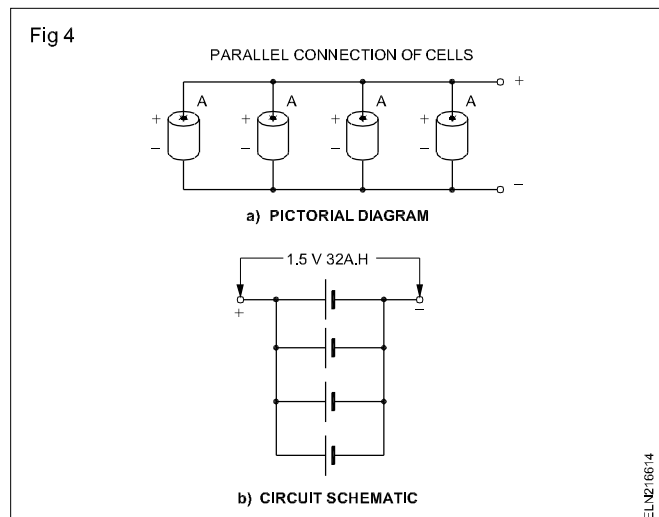 Fig 4
PARALLEL CONNECTION OF CELLS
+
A A A A
+ + + +
– – – –
–
a) PICTORIAL DIAGRAM
1.5 V 32A.H
+ –
b) CIRCUIT SCHEMATIC
ELN216614